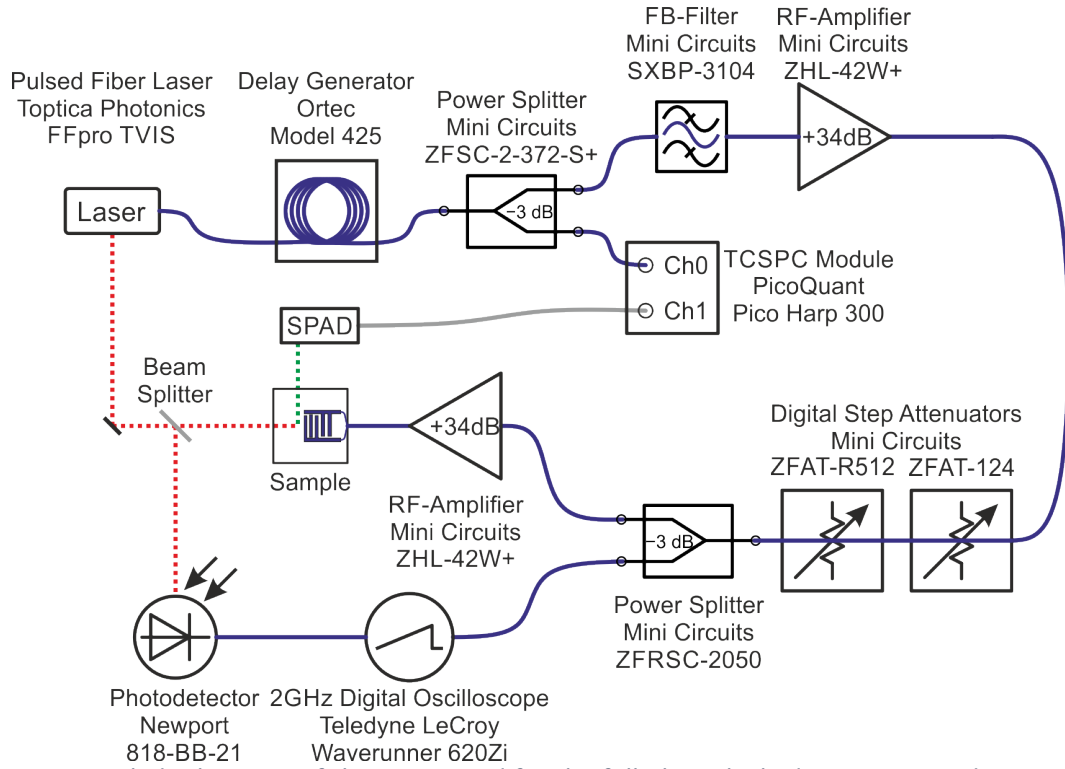 FB-Filter
Mini Circuits
SXBP-3104
RF-Amplifier
Mini Circuits
ZHL-42W+
Pulsed Fiber Laser
Toptica Photonics
FFpro TVIS
Delay Generator
Ortec
Model 425
Power Splitter
Mini Circuits
ZFSC-2-372-S+
+34dB
Laser
−3 dB
Ch0
Ch1
TCSPC Module
PicoQuant
Pico Harp 300
SPAD
Beam
Splitter
+34dB
Sample
RF-Amplifier
Mini Circuits
ZHL-42W+
Digital Step Attenuators
Mini Circuits
ZFAT-R512 ZFAT-124
−3 dB
Power Splitter
Mini Circuits
ZFRSC-2050
Photodetector
Newport
818-BB-21
2GHz Digital Oscilloscope
Teledyne LeCroy
Waverunner 620Zi